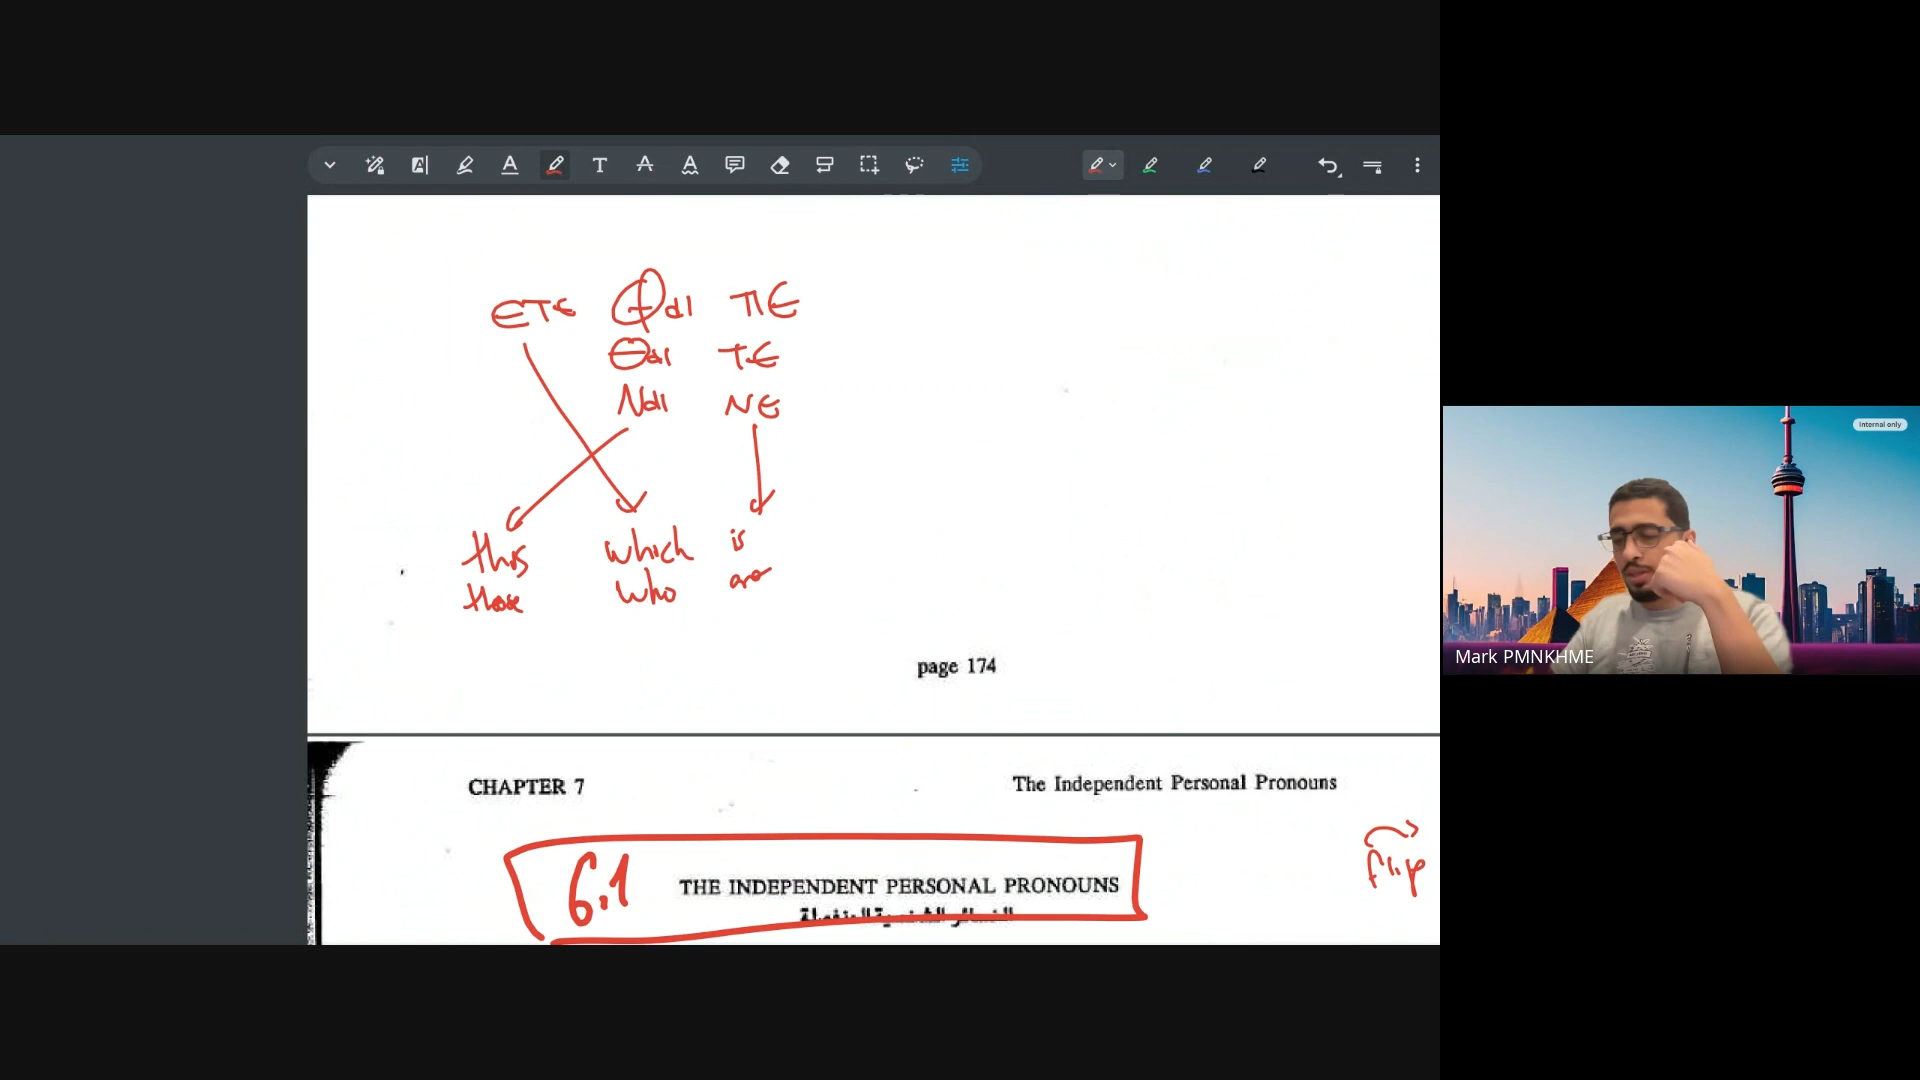 ⲉⲧⲉ ⲫⲁⲓ ⲡⲉ
ⲑⲁⲓ ⲧⲉ
ⲛⲁⲓ ⲛⲉ
this which is
those who are
page 174
CHAPTER 7 The Independent Personal Pronouns
flip
6.1 THE INDEPENDENT PERSONAL PRONOUNS
Internal only
Mark PMNKHME